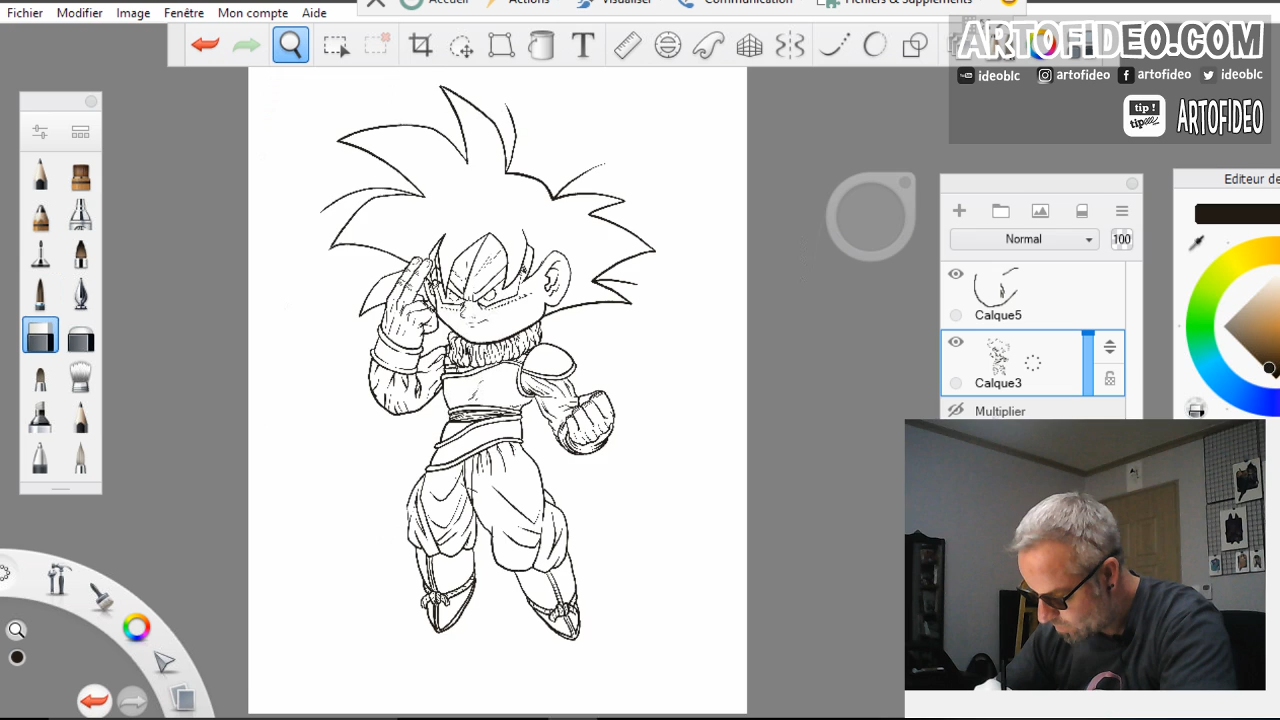 Accueil Actions Visualiser Communication Fichiers & Suppléments
Fichier Modifier Image Fenêtre Mon compte Aide
ARTOFIDEO.COM
ideoblc artofideo artofideo ideoblc
tip !
tip
ARTOFIDEO
Editeur de
Normal 100
Calque5
Calque3
Multiplier